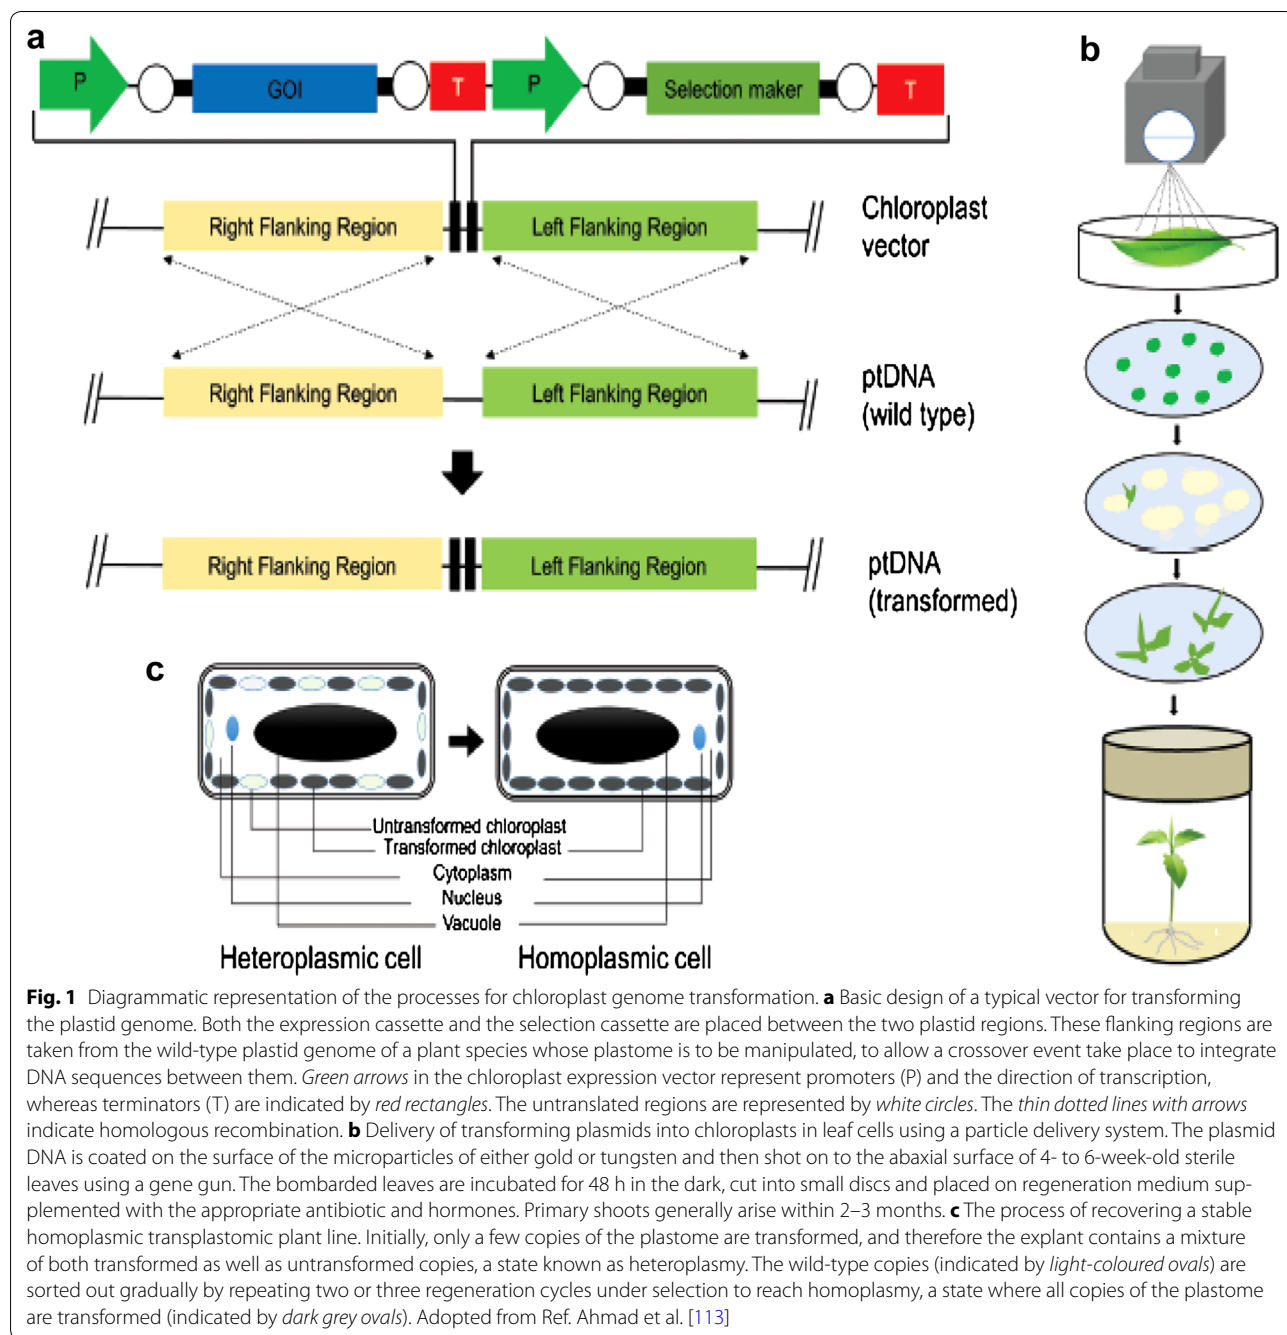 a
P
GOI
T
P
Selection maker
T
Right Flanking Region
Left Flanking Region
Chloroplast
vector
Right Flanking Region
Left Flanking Region
ptDNA
(wild type)
Right Flanking Region
Left Flanking Region
ptDNA
(transformed)
b
c
Untransformed chloroplast
Transformed chloroplast
Cytoplasm
Nucleus
Vacuole
Heteroplasmic cell
Homoplasmic cell
Fig. 1 Diagrammatic representation of the processes for chloroplast genome transformation. a Basic design of a typical vector for transforming
the plastid genome. Both the expression cassette and the selection cassette are placed between the two plastid regions. These flanking regions are
taken from the wild-type plastid genome of a plant species whose plastome is to be manipulated, to allow a crossover event take place to integrate
DNA sequences between them. Green arrows in the chloroplast expression vector represent promoters (P) and the direction of transcription,
whereas terminators (T) are indicated by red rectangles. The untranslated regions are represented by white circles. The thin dotted lines with arrows
indicate homologous recombination. b Delivery of transforming plasmids into chloroplasts in leaf cells using a particle delivery system. The plasmid
DNA is coated on the surface of the microparticles of either gold or tungsten and then shot on to the abaxial surface of 4- to 6-week-old sterile
leaves using a gene gun. The bombarded leaves are incubated for 48 h in the dark, cut into small discs and placed on regeneration medium sup-
plemented with the appropriate antibiotic and hormones. Primary shoots generally arise within 2–3 months. c The process of recovering a stable
homoplasmic transplastomic plant line. Initially, only a few copies of the plastome are transformed, and therefore the explant contains a mixture
of both transformed as well as untransformed copies, a state known as heteroplasmy. The wild-type copies (indicated by light-coloured ovals) are
sorted out gradually by repeating two or three regeneration cycles under selection to reach homoplasmy, a state where all copies of the plastome
are transformed (indicated by dark grey ovals). Adopted from Ref. Ahmad et al. [113]